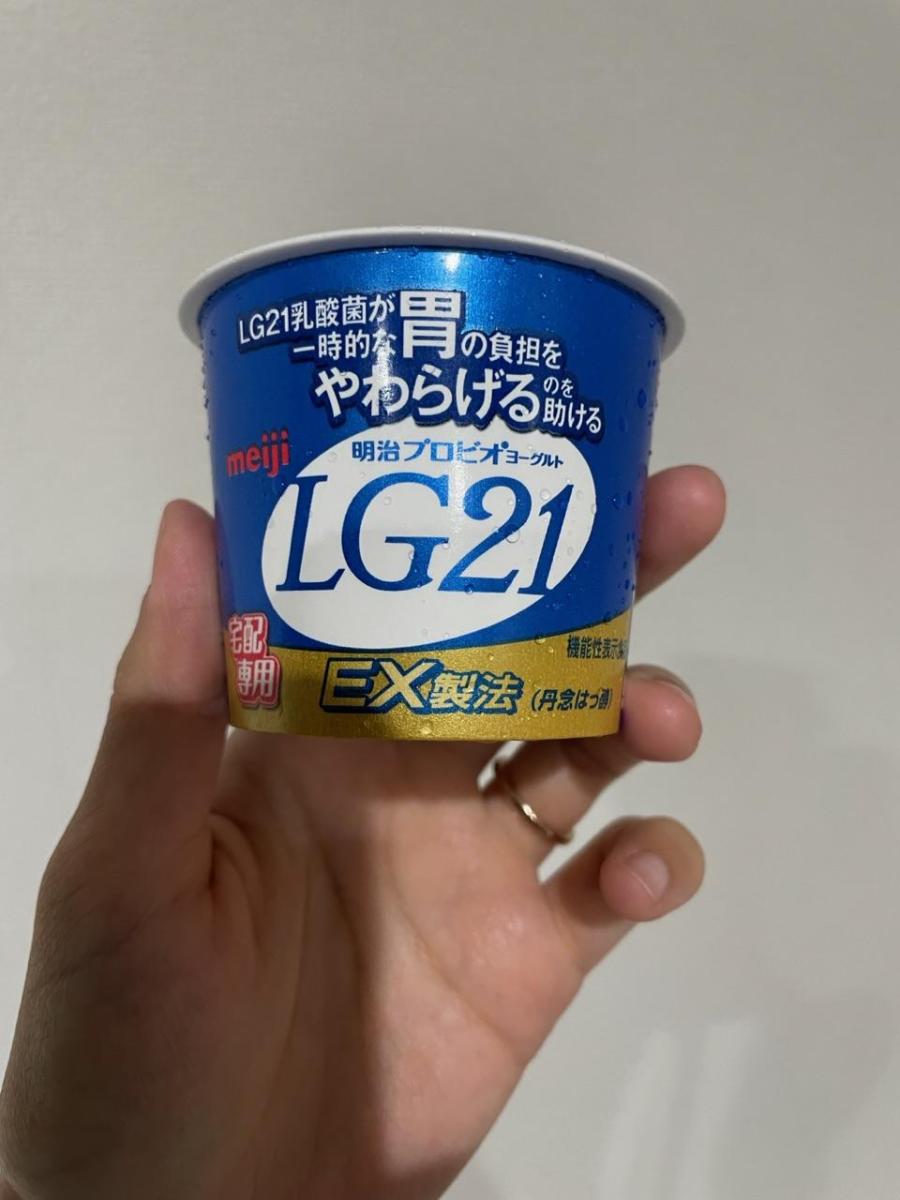 LG21乳酸菌が
一時的な胃の負担を
やわらげるのを助ける
meiji
明治プロビオヨーグルト
LG21
宅配
専用
機能性表示
EX製法(丹念はっ酵)